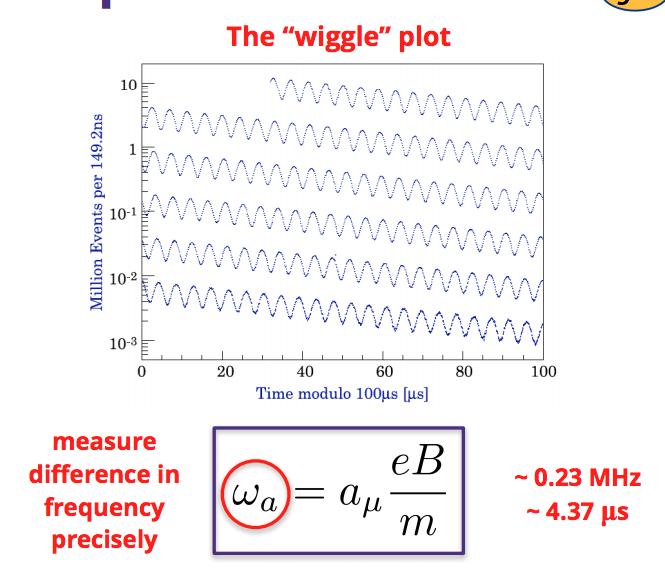 The “wiggle” plot
Million Events per 149.2ns
10
1
10-1
10-2
10-3
0 20 40 60 80 100
Time modulo 100μs [μs]
measure
difference in
frequency
precisely
ωa = aμ eB/m
~ 0.23 MHz
~ 4.37 μs